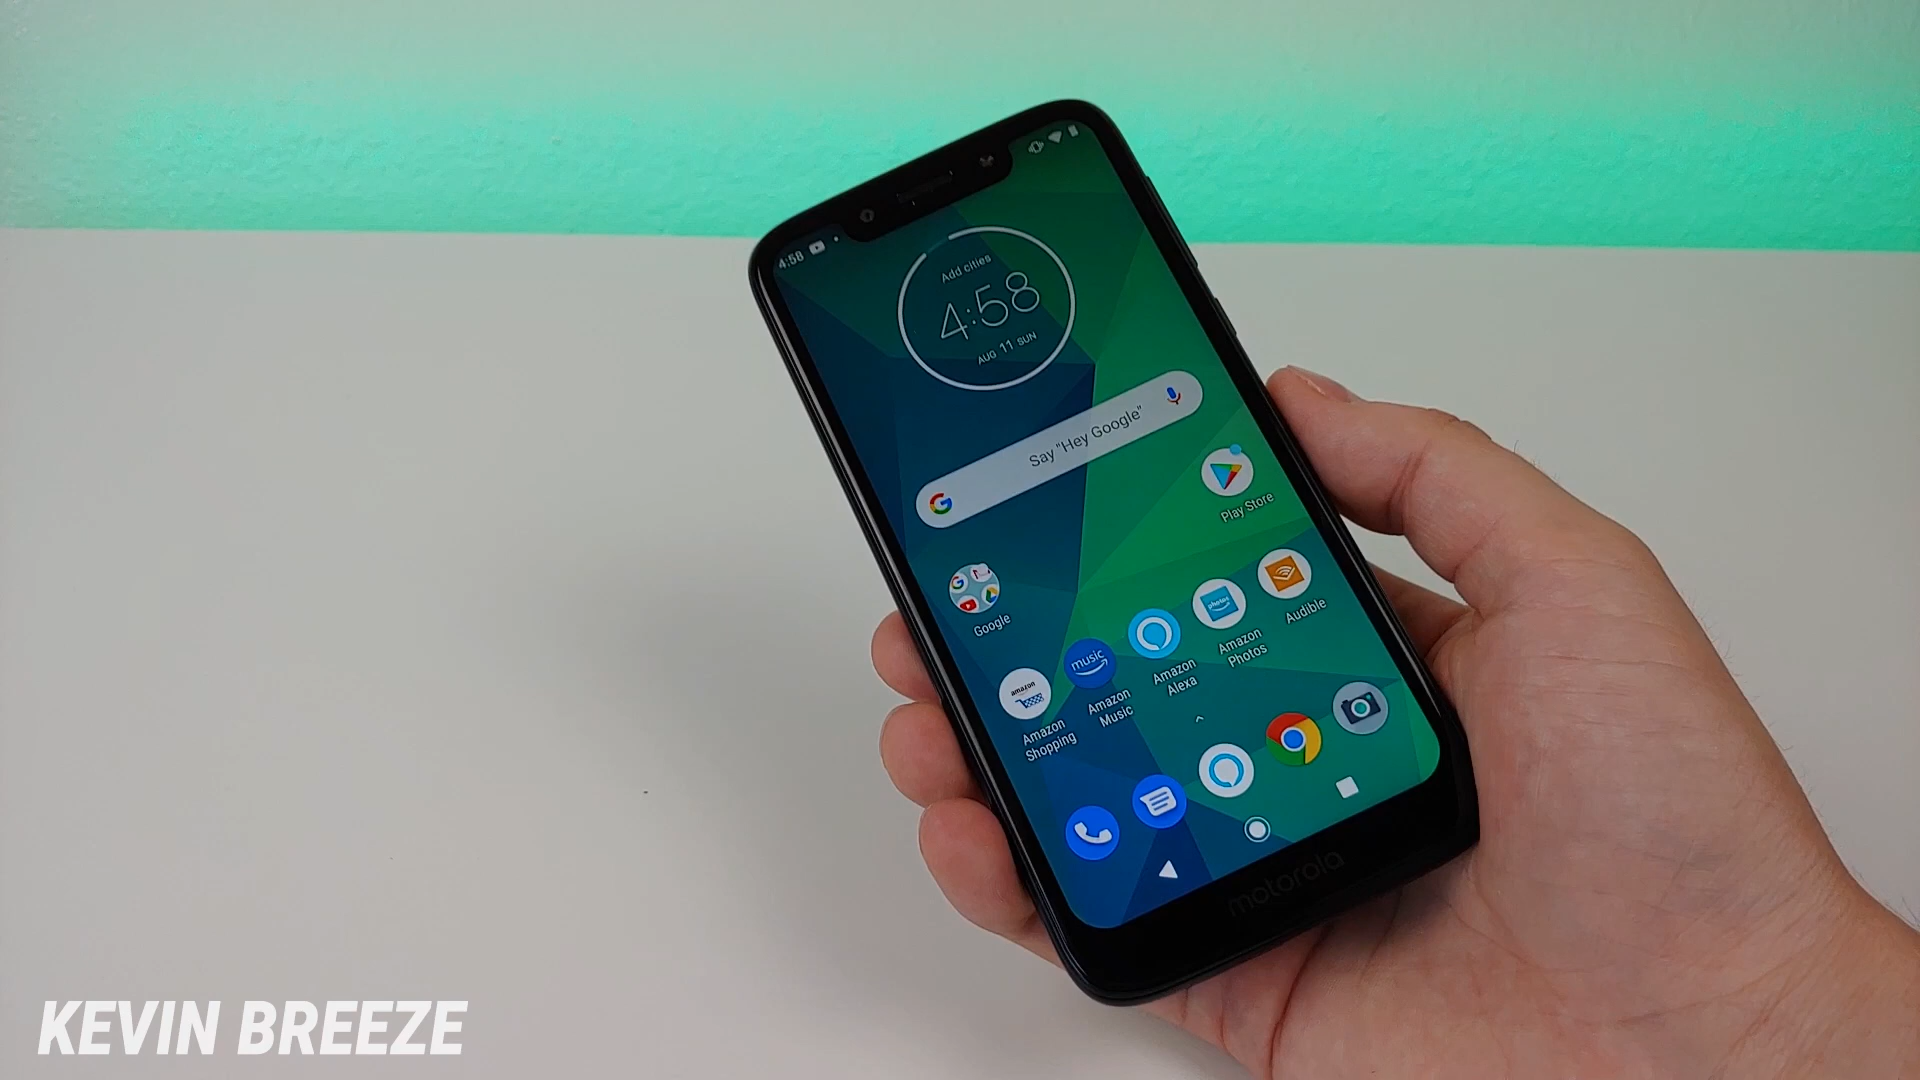 4:58
Add cities
4:58
AUG 11 SUN
Say "Hey Google"
Play Store
Google
Audible
Amazon
Photos
Amazon
Alexa
music
Amazon
Music
amazon
Amazon
Shopping
photos
motorola
KEVIN BREEZE